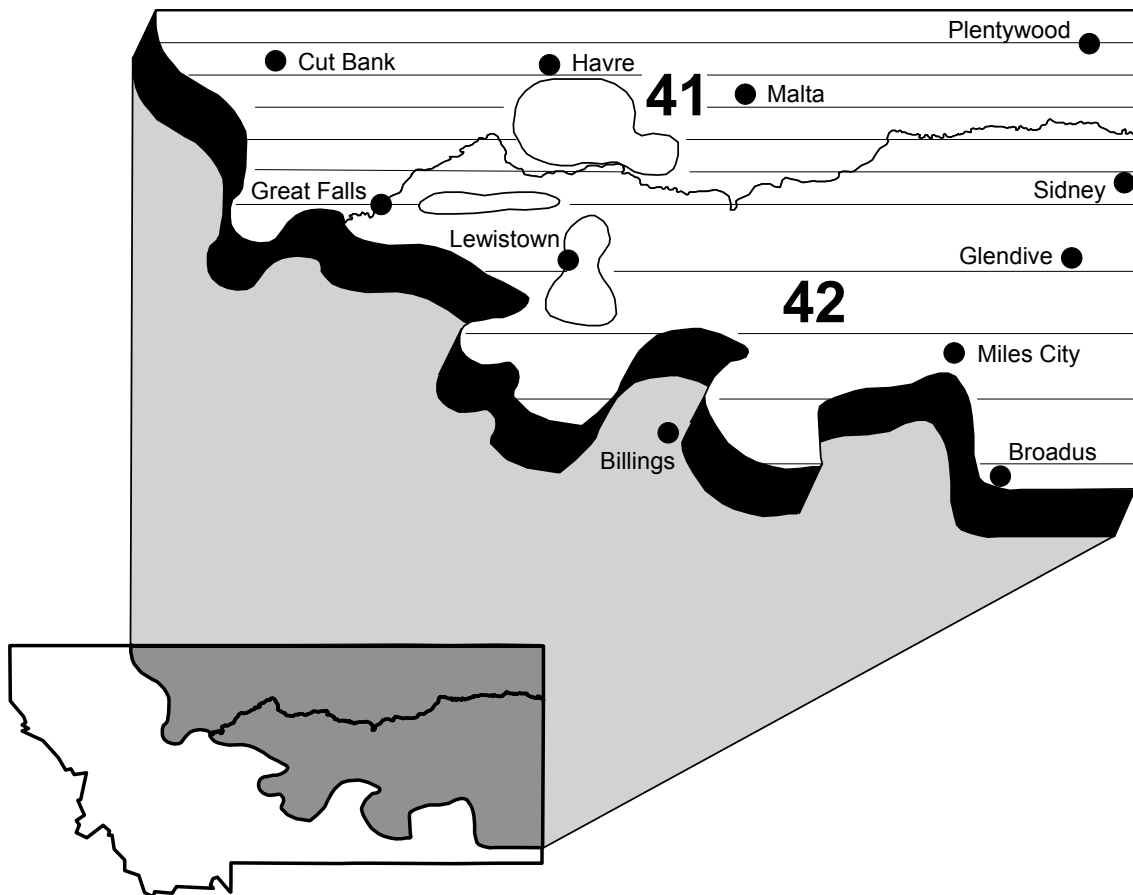 Plentywood
Cut Bank
Havre
41
Malta
Great Falls
Sidney
Lewistown
Glendive
42
Miles City
Billings
Broadus